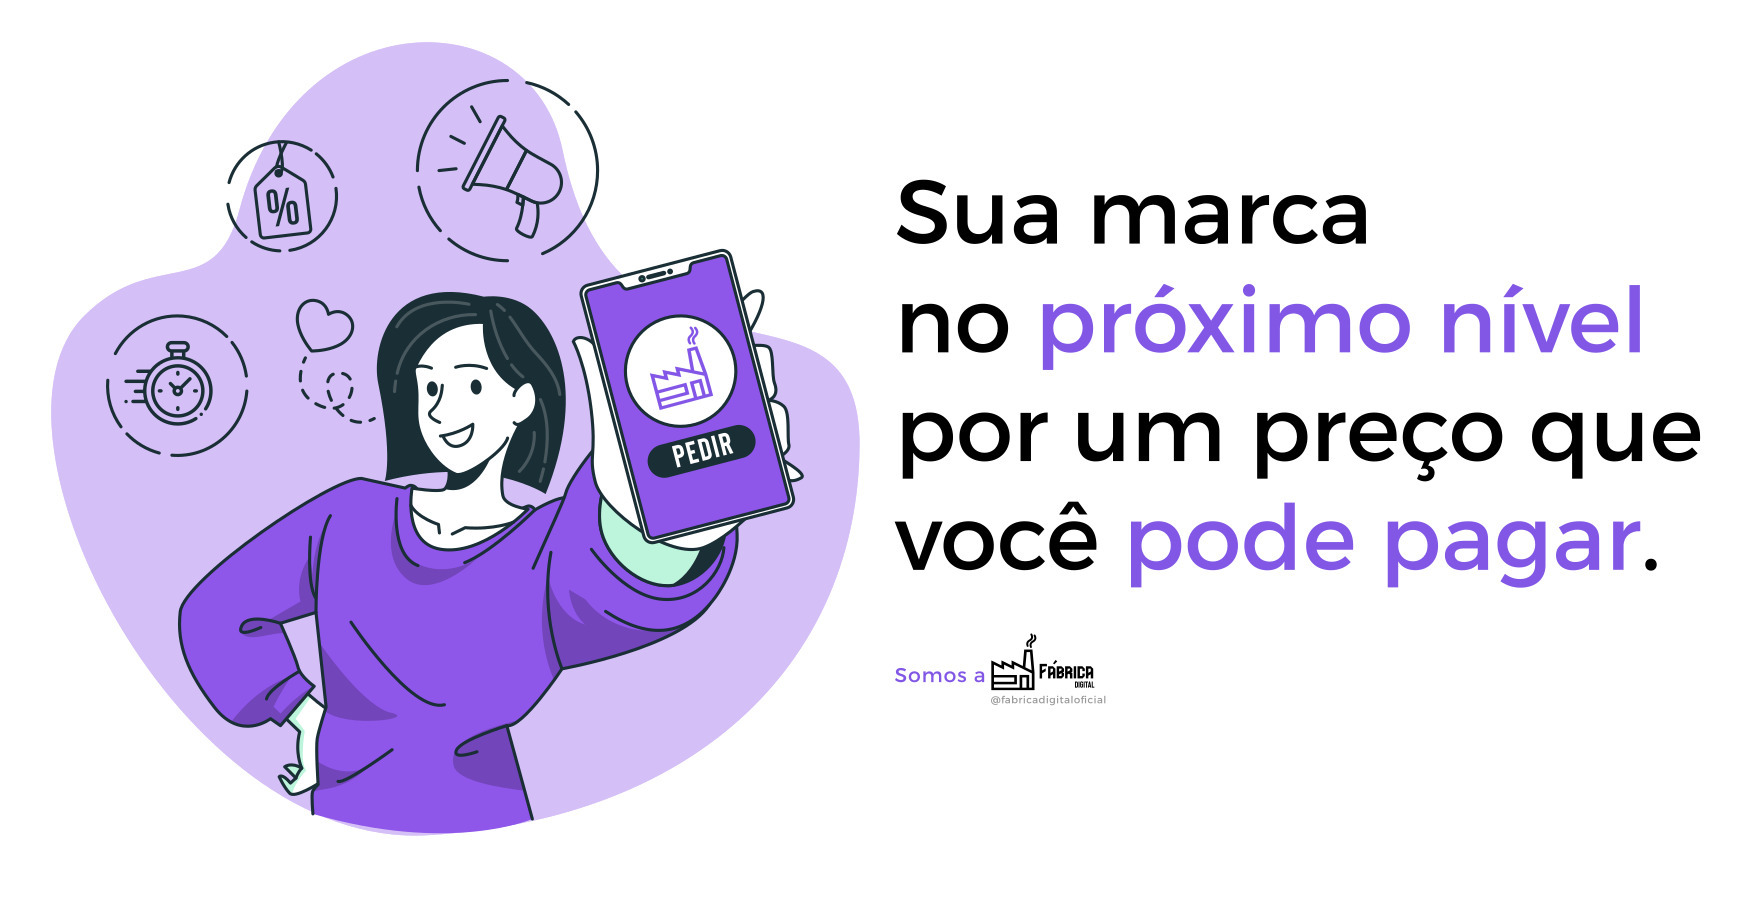 %
PEDIR
Sua marca
no próximo nível
por um preço que
você pode pagar.
Somos a FÁBRICA
DIGITAL
@fabricadigitaloficial